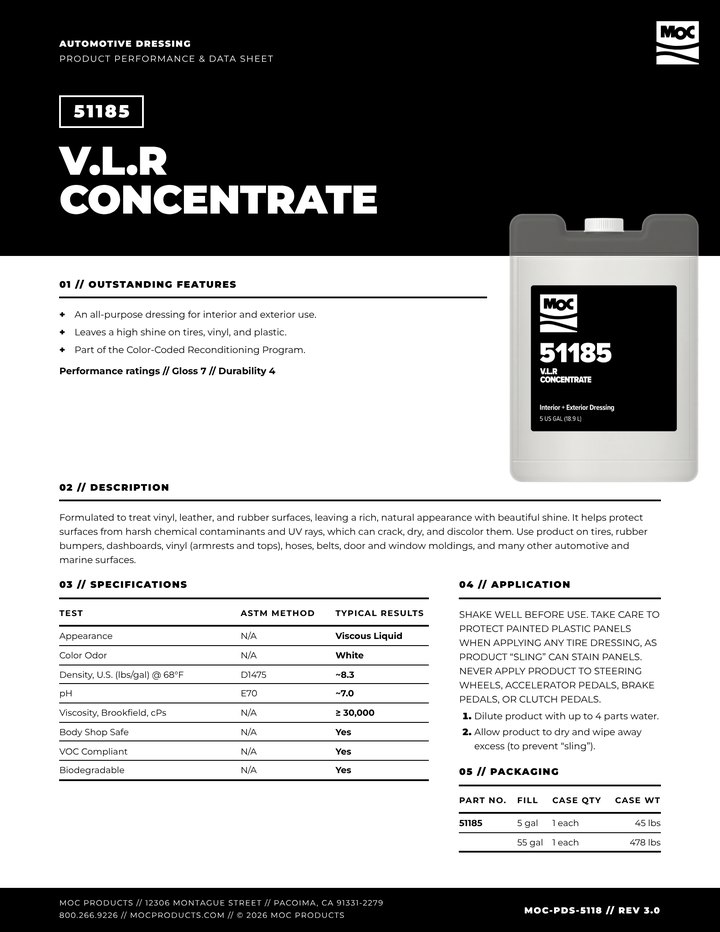 AUTOMOTIVE DRESSING
PRODUCT PERFORMANCE & DATA SHEET
MOC
51185
V.L.R
CONCENTRATE
01 // OUTSTANDING FEATURES
+ An all-purpose dressing for interior and exterior use.
+ Leaves a high shine on tires, vinyl, and plastic.
+ Part of the Color-Coded Reconditioning Program.
Performance ratings // Gloss 7 // Durability 4
MOC
51185
V.L.R
CONCENTRATE
Interior + Exterior Dressing
5 US GAL (18.9 L)
02 // DESCRIPTION
Formulated to treat vinyl, leather, and rubber surfaces, leaving a rich, natural appearance with beautiful shine. It helps protect
surfaces from harsh chemical contaminants and UV rays, which can crack, dry, and discolor them. Use product on tires, rubber
bumpers, dashboards, vinyl (armrests and tops), hoses, belts, door and window moldings, and many other automotive and
marine surfaces.
03 // SPECIFICATIONS
TEST ASTM METHOD TYPICAL RESULTS
Appearance N/A Viscous Liquid
Color Odor N/A White
Density, U.S. (lbs/gal) @ 68°F D1475 ~8.3
pH E70 ~7.0
Viscosity, Brookfield, cPs N/A ≥ 30,000
Body Shop Safe N/A Yes
VOC Compliant N/A Yes
Biodegradable N/A Yes
04 // APPLICATION
SHAKE WELL BEFORE USE. TAKE CARE TO
PROTECT PAINTED PLASTIC PANELS
WHEN APPLYING ANY TIRE DRESSING, AS
PRODUCT “SLING” CAN STAIN PANELS.
NEVER APPLY PRODUCT TO STEERING
WHEELS, ACCELERATOR PEDALS, BRAKE
PEDALS, OR CLUTCH PEDALS.
1. Dilute product with up to 4 parts water.
2. Allow product to dry and wipe away
excess (to prevent “sling”).
05 // PACKAGING
PART NO. FILL CASE QTY CASE WT
51185 5 gal 1 each 45 lbs
55 gal 1 each 478 lbs
MOC PRODUCTS // 12306 MONTAGUE STREET // PACOIMA, CA 91331-2279
800.266.9226 // MOCPRODUCTS.COM // © 2026 MOC PRODUCTS
MOC-PDS-5118 // REV 3.0